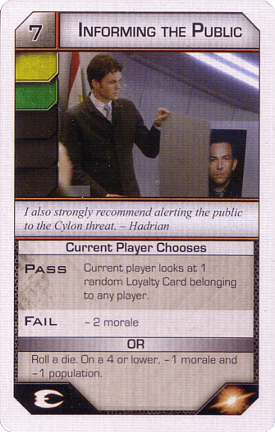 7 INFORMING THE PUBLIC
I also strongly recommend alerting the public
to the Cylon threat. – Hadrian
Current Player Chooses
PASS Current player looks at 1
random Loyalty Card belonging
to any player.
FAIL - 2 morale
OR
Roll a die. On a 4 or lower, -1 morale and
-1 population.